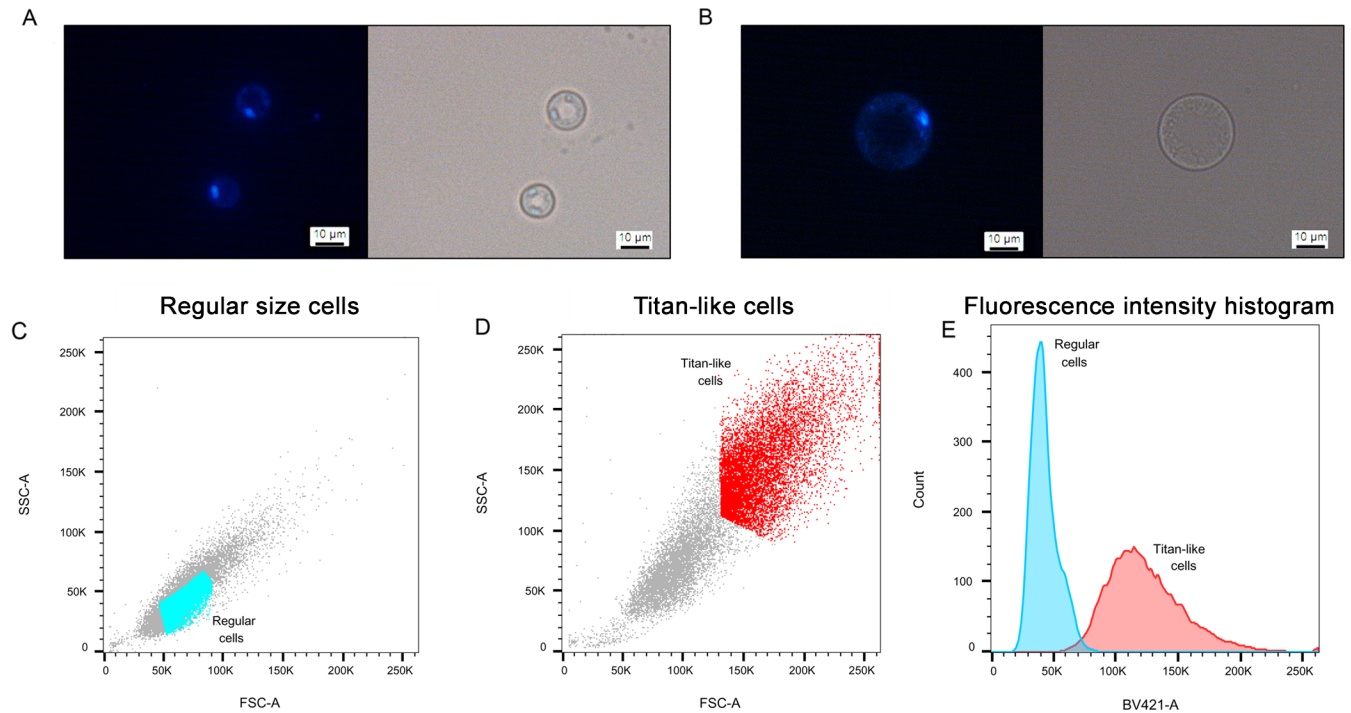 A
B
10 µm
10 µm
10 µm
10 µm
Regular size cells
Titan-like cells
Fluorescence intensity histogram
C
250K
200K
150K
100K
50K
0
SSC-A
Regular
cells
0
50K
100K
150K
200K
250K
FSC-A
D
250K
200K
150K
100K
50K
0
SSC-A
Titan-like
cells
0
50K
100K
150K
200K
250K
FSC-A
E
400
300
200
100
0
Count
Regular
cells
Titan-like
cells
0
50K
100K
150K
200K
250K
BV421-A